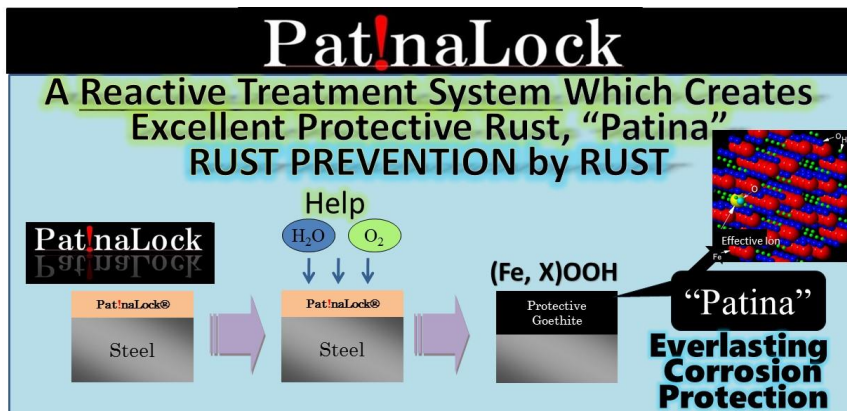 Pat!naLock
A Reactive Treatment System Which Creates
Excellent Protective Rust, “Patina”
RUST PREVENTION by RUST
Help
Pat!naLock
H₂O
O₂
Pat!naLock®
Steel
Pat!naLock®
Steel
(Fe, X)OOH
Protective
Goethite
OH
O
Effective Ion
Fe
“Patina”
Everlasting
Corrosion
Protection